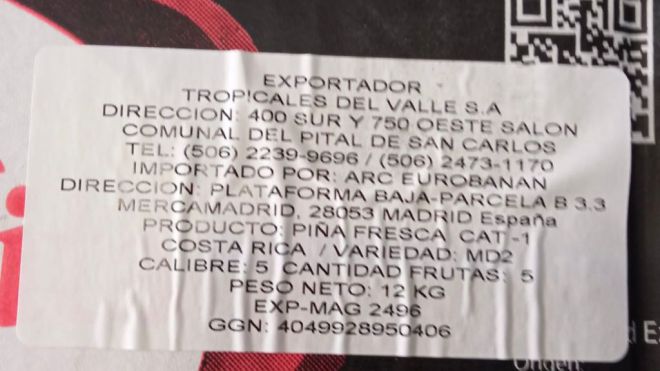 EXPORTADOR
TROPICALES DEL VALLE S.A
DIRECCION: 400 SUR Y 750 OESTE SALON
COMUNAL DEL PITAL DE SAN CARLOS
TEL: (506) 2239-9696 / (506) 2473-1170
IMPORTADO POR: ARC EUROBANAN
DIRECCION: PLATAFORMA BAJA-PARCELA B 3.3
MERCAMADRID, 28053 MADRID España
PRODUCTO: PIÑA FRESCA CAT -1
COSTA RICA / VARIEDAD: MD2
CALIBRE: 5 CANTIDAD FRUTAS: 5
PESO NETO: 12 KG
EXP-MAG 2496
GGN: 4049928950406
Origen: